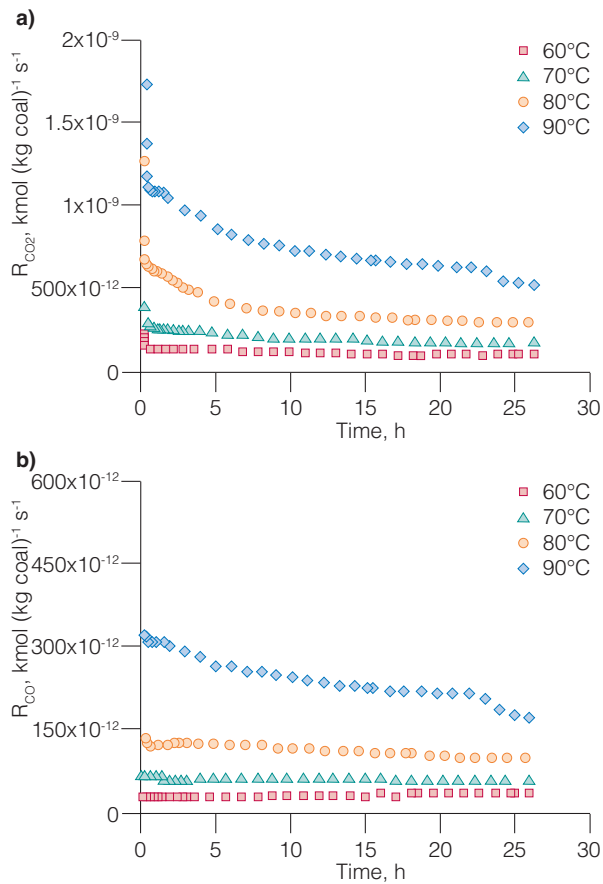 a)
2x10⁻⁹
1.5x10⁻⁹
1x10⁻⁹
500x10⁻¹²
0
R_CO2, kmol (kg coal)⁻¹ s⁻¹
60°C
70°C
80°C
90°C
0 5 10 15 20 25 30
Time, h
b)
600x10⁻¹²
450x10⁻¹²
300x10⁻¹²
150x10⁻¹²
0
R_CO, kmol (kg coal)⁻¹ s⁻¹
60°C
70°C
80°C
90°C
0 5 10 15 20 25 30
Time, h